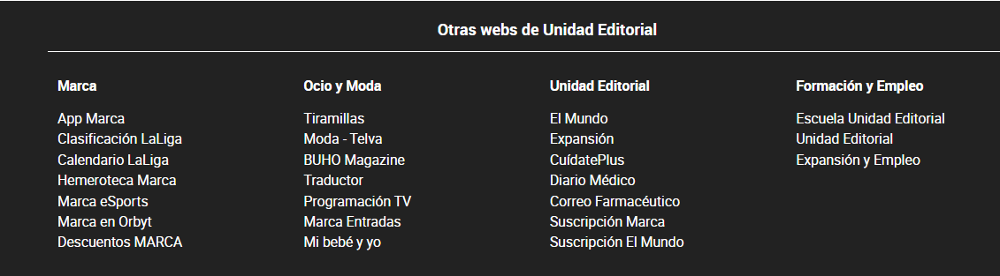 Otras webs de Unidad Editorial
Marca
App Marca
Clasificación LaLiga
Calendario LaLiga
Hemeroteca Marca
Marca eSports
Marca en Orbyt
Descuentos MARCA
Ocio y Moda
Tiramillas
Moda - Telva
BUHO Magazine
Traductor
Programación TV
Marca Entradas
Mi bebé y yo
Unidad Editorial
El Mundo
Expansión
CuídatePlus
Diario Médico
Correo Farmacéutico
Suscripción Marca
Suscripción El Mundo
Formación y Empleo
Escuela Unidad Editorial
Unidad Editorial
Expansión y Empleo